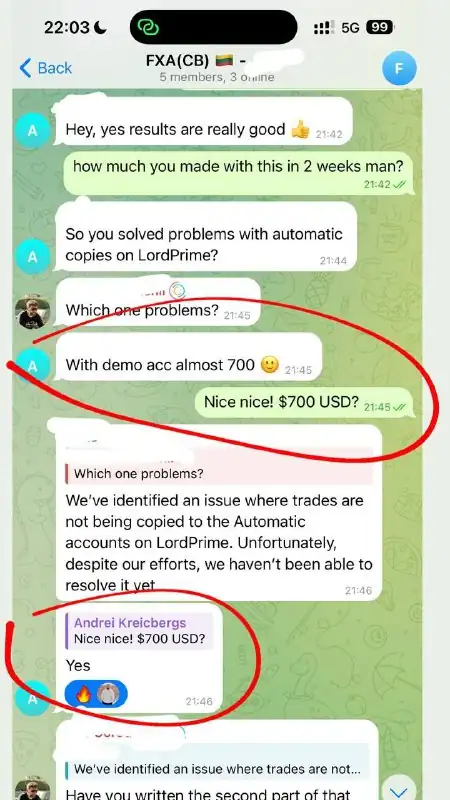 22:03
5G 99
Back
FXA(CB) 🇱🇹 -
5 members, 3 online
F
Hey, yes results are really good 👍 21:42
A
how much you made with this in 2 weeks man?
21:42
So you solved problems with automatic
copies on LordPrime? 21:44
A
Which one problems? 21:45
With demo acc almost 700 🙂 21:45
A
Nice nice! $700 USD? 21:45
Which one problems?
We've identified an issue where trades are
not being copied to the Automatic
accounts on LordPrime. Unfortunately,
despite our efforts, we haven't been able to
resolve it yet 21:46
Andrei Kreicbergs
Nice nice! $700 USD?
Yes
🔥 21:46
A
We've identified an issue where trades are not...
Have you written the second part of that